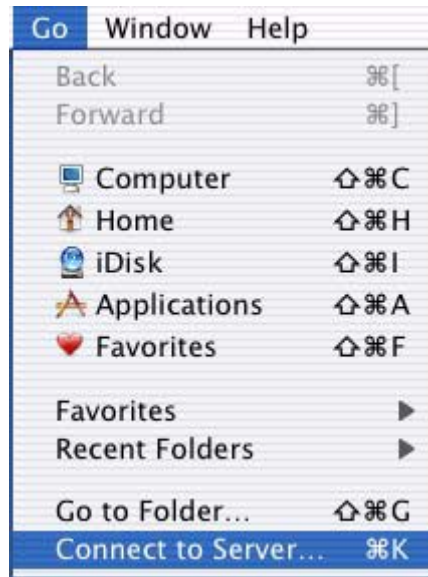 Go Window Help
Back ⌘[
Forward ⌘]
Computer ⇧⌘C
Home ⇧⌘H
iDisk ⇧⌘I
Applications ⇧⌘A
Favorites ⇧⌘F
Favorites ▶
Recent Folders ▶
Go to Folder... ⇧⌘G
Connect to Server... ⌘K